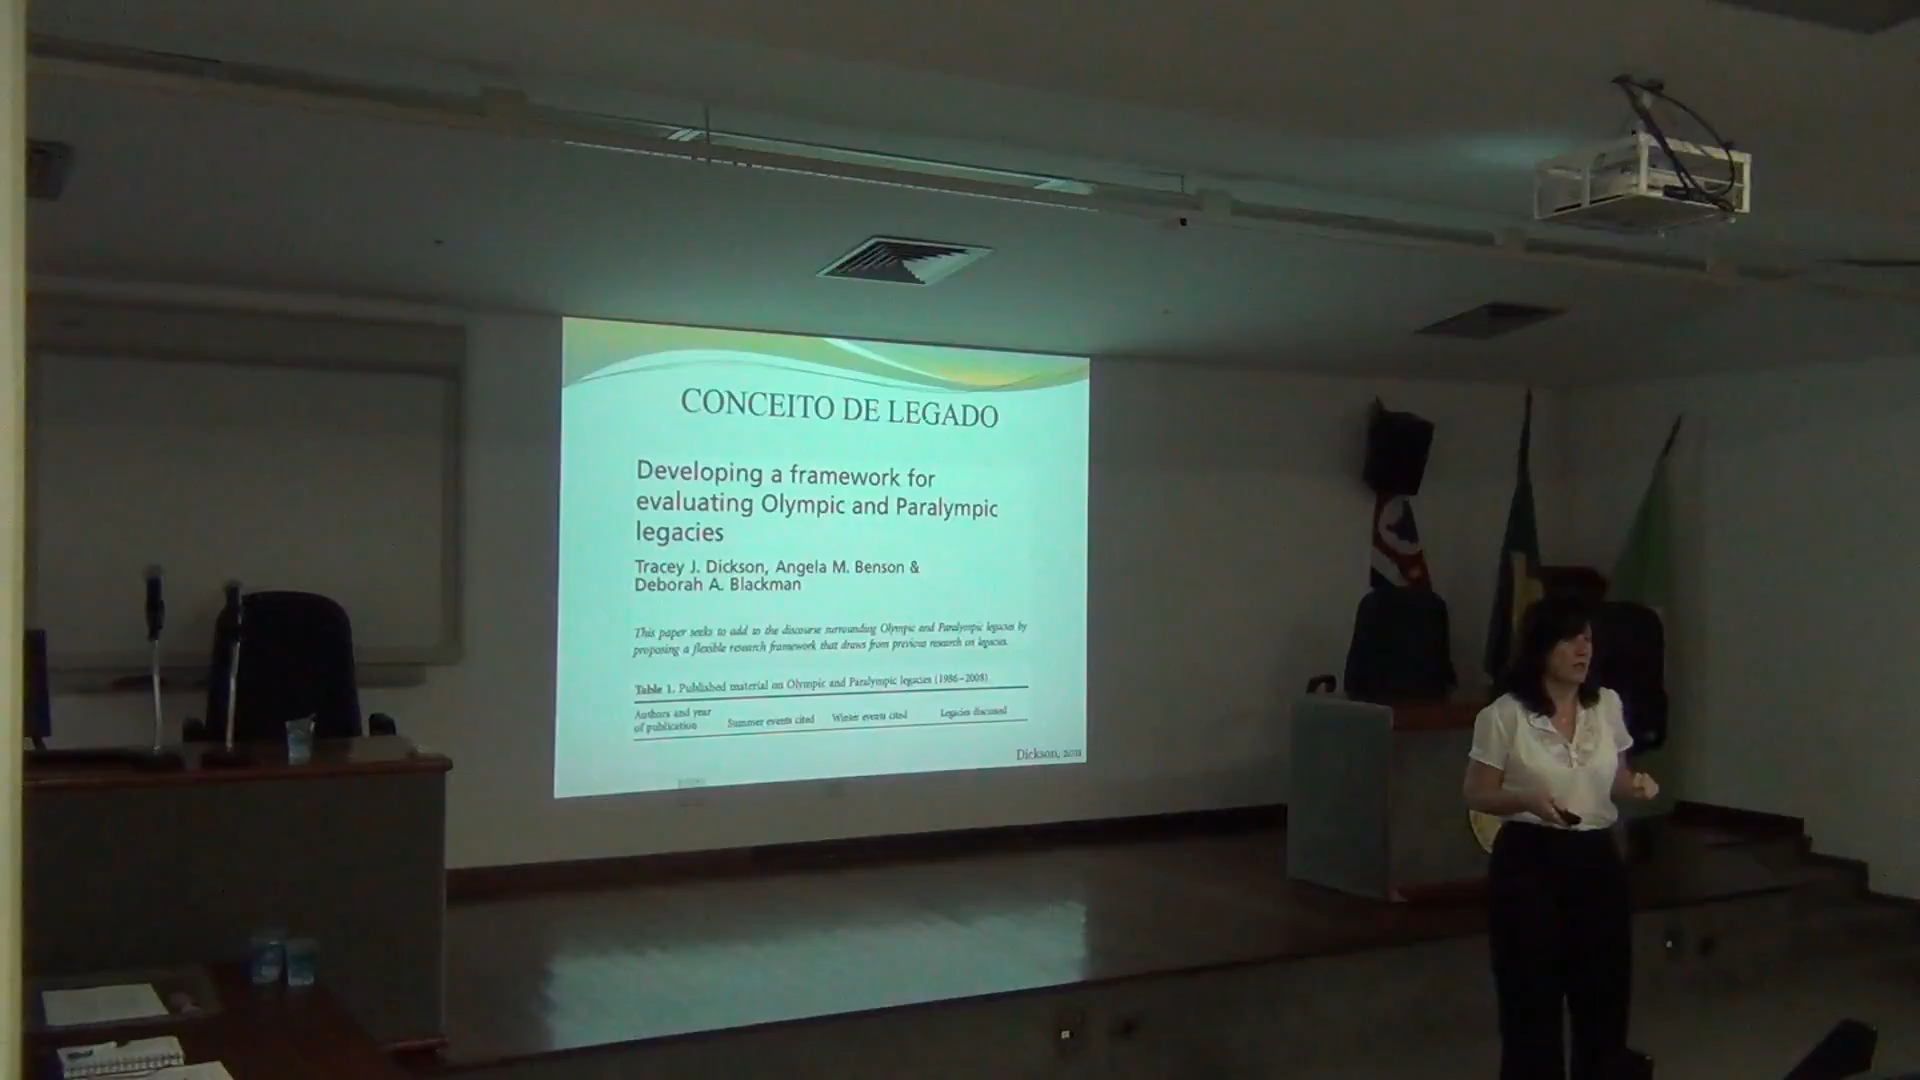 CONCEITO DE LEGADO
Developing a framework for
evaluating Olympic and Paralympic
legacies
Tracey J. Dickson, Angela M. Benson &
Deborah A. Blackman
This paper seeks to add to the discourse surrounding Olympic and Paralympic legacies by
proposing a flexible research framework that draws from previous research on legacies.
Table 1. Published material on Olympic and Paralympic legacies (1986–2008)
Authors and year
of publication
Summer events cited
Winter events cited
Legacies discussed
Dickson, 2011